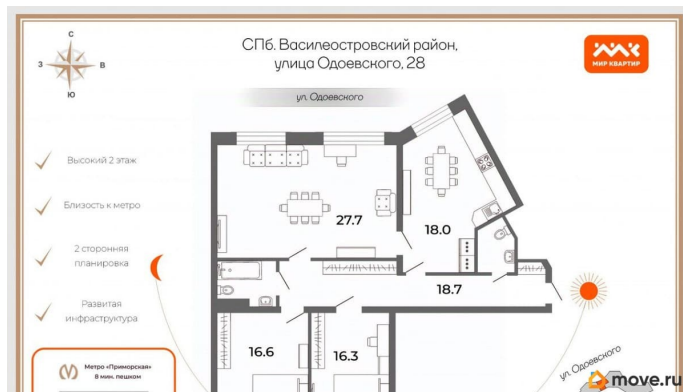 С
З
В
Ю
СПб. Василеостровский район,
улица Одоевского, 28
МИР КВАРТИР
ул. Одоевского
Высокий 2 этаж
Близость к метро
2 сторонняя
планировка
Развитая
инфраструктура
27.7
18.0
18.7
16.6
16.3
Метро «Приморская»
8 мин. пешком
ул. Одоевского
move.ru